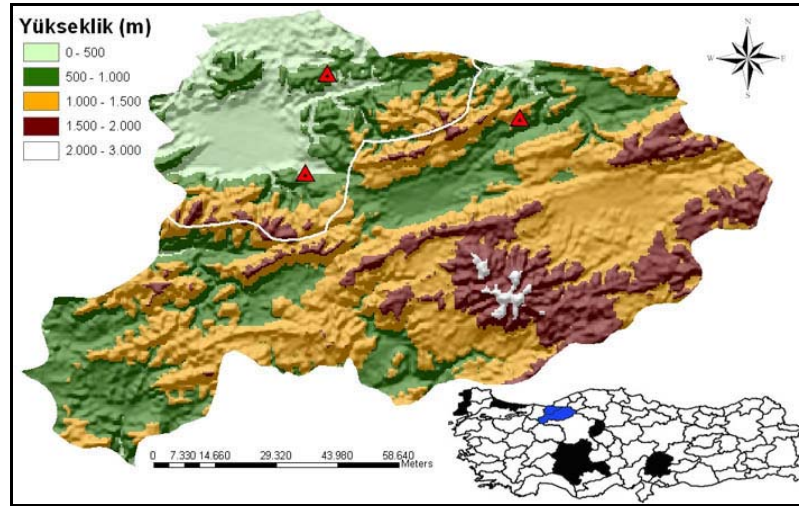 Yükseklik (m)
0 - 500
500 - 1.000
1.000 - 1.500
1.500 - 2.000
2.000 - 3.000
N
W E
S
0 7.330 14.660 29.320 43.980 58.640
Meters